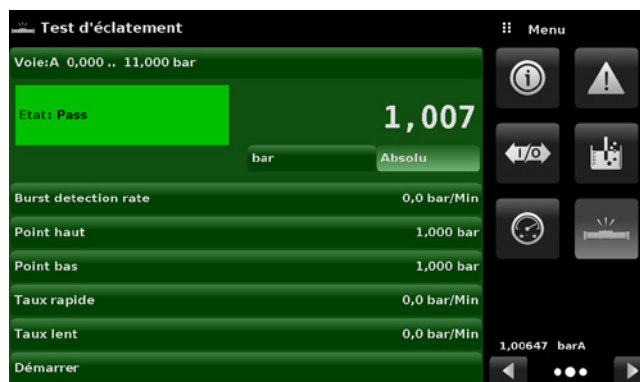 Test d'éclatement
Menu
Voie:A 0,000 .. 11,000 bar
Etat: Pass
1,007
bar
Absolu
I/O
Burst detection rate 0,0 bar/Min
Point haut 1,000 bar
Point bas 1,000 bar
Taux rapide 0,0 bar/Min
Taux lent 0,0 bar/Min
Démarrer
1,00647 barA